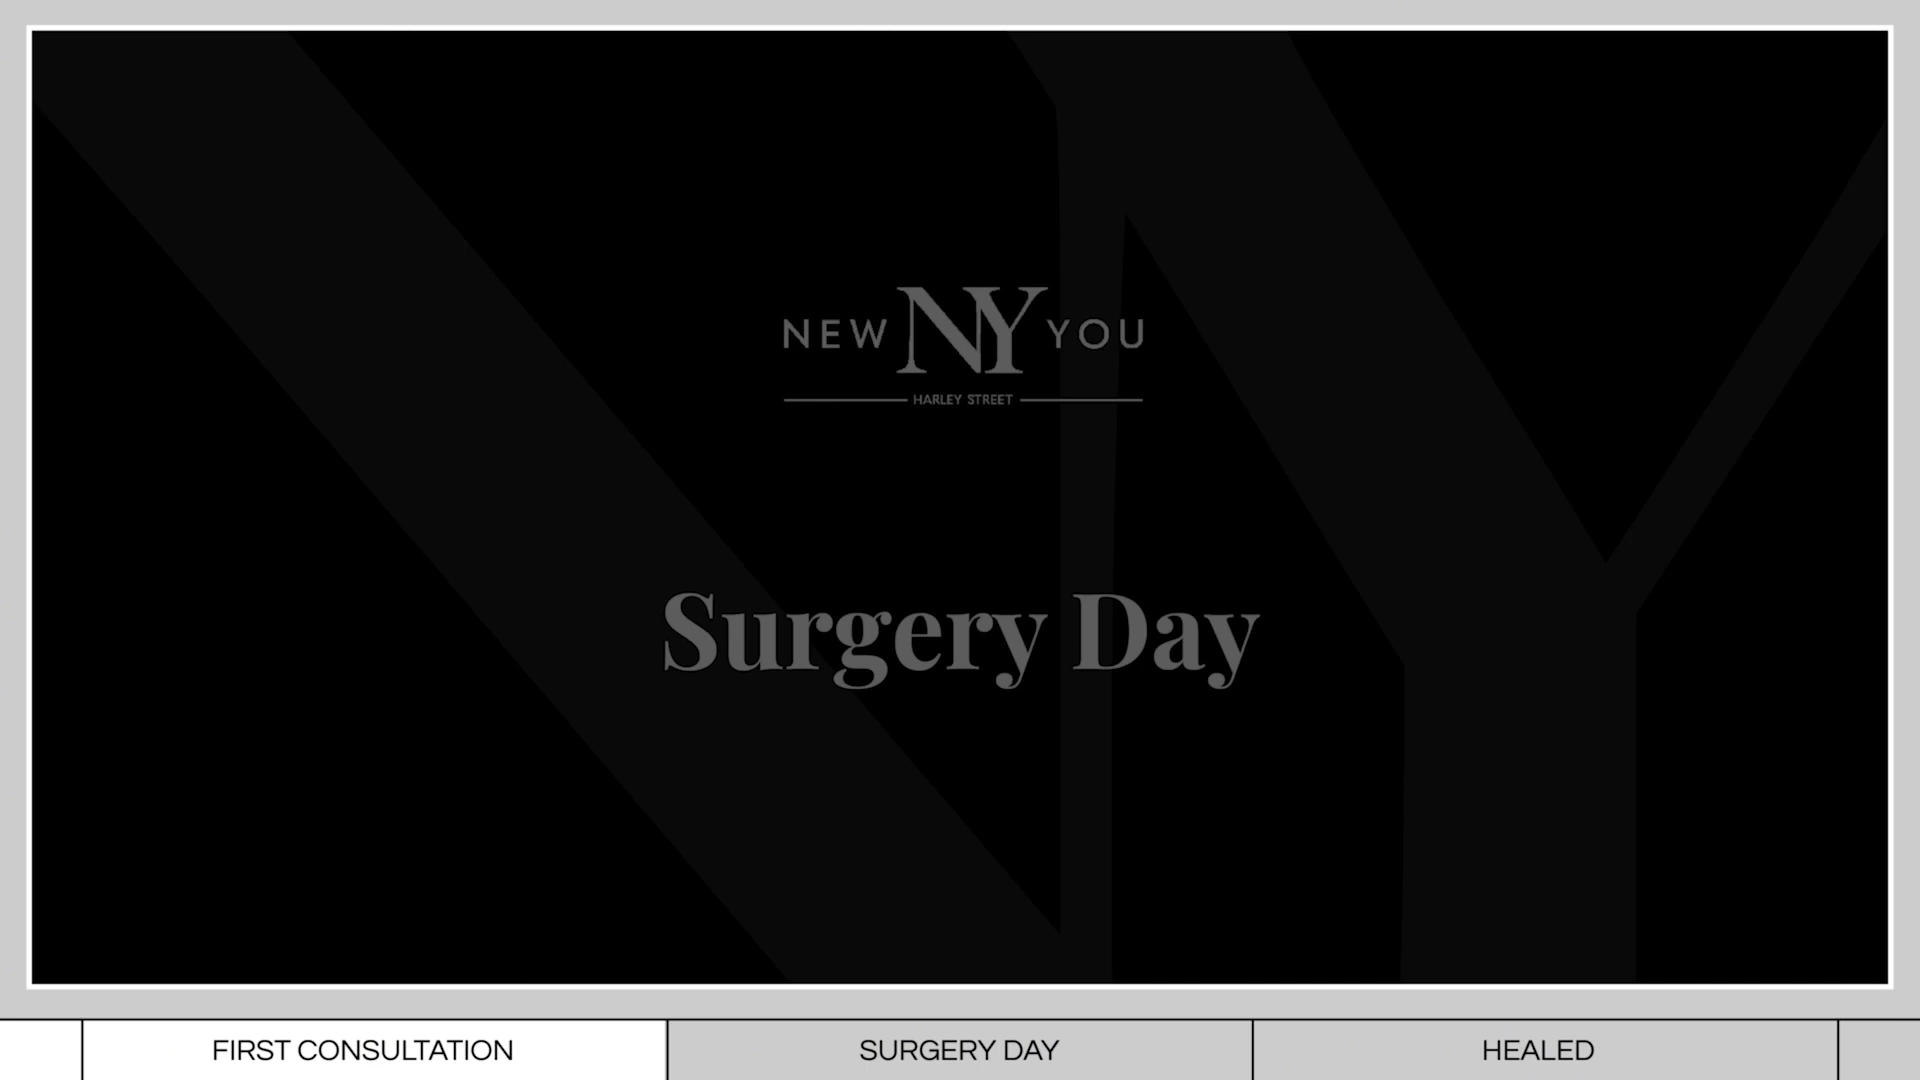 NEW NY YOU
HARLEY STREET
Surgery Day
FIRST CONSULTATION
SURGERY DAY
HEALED